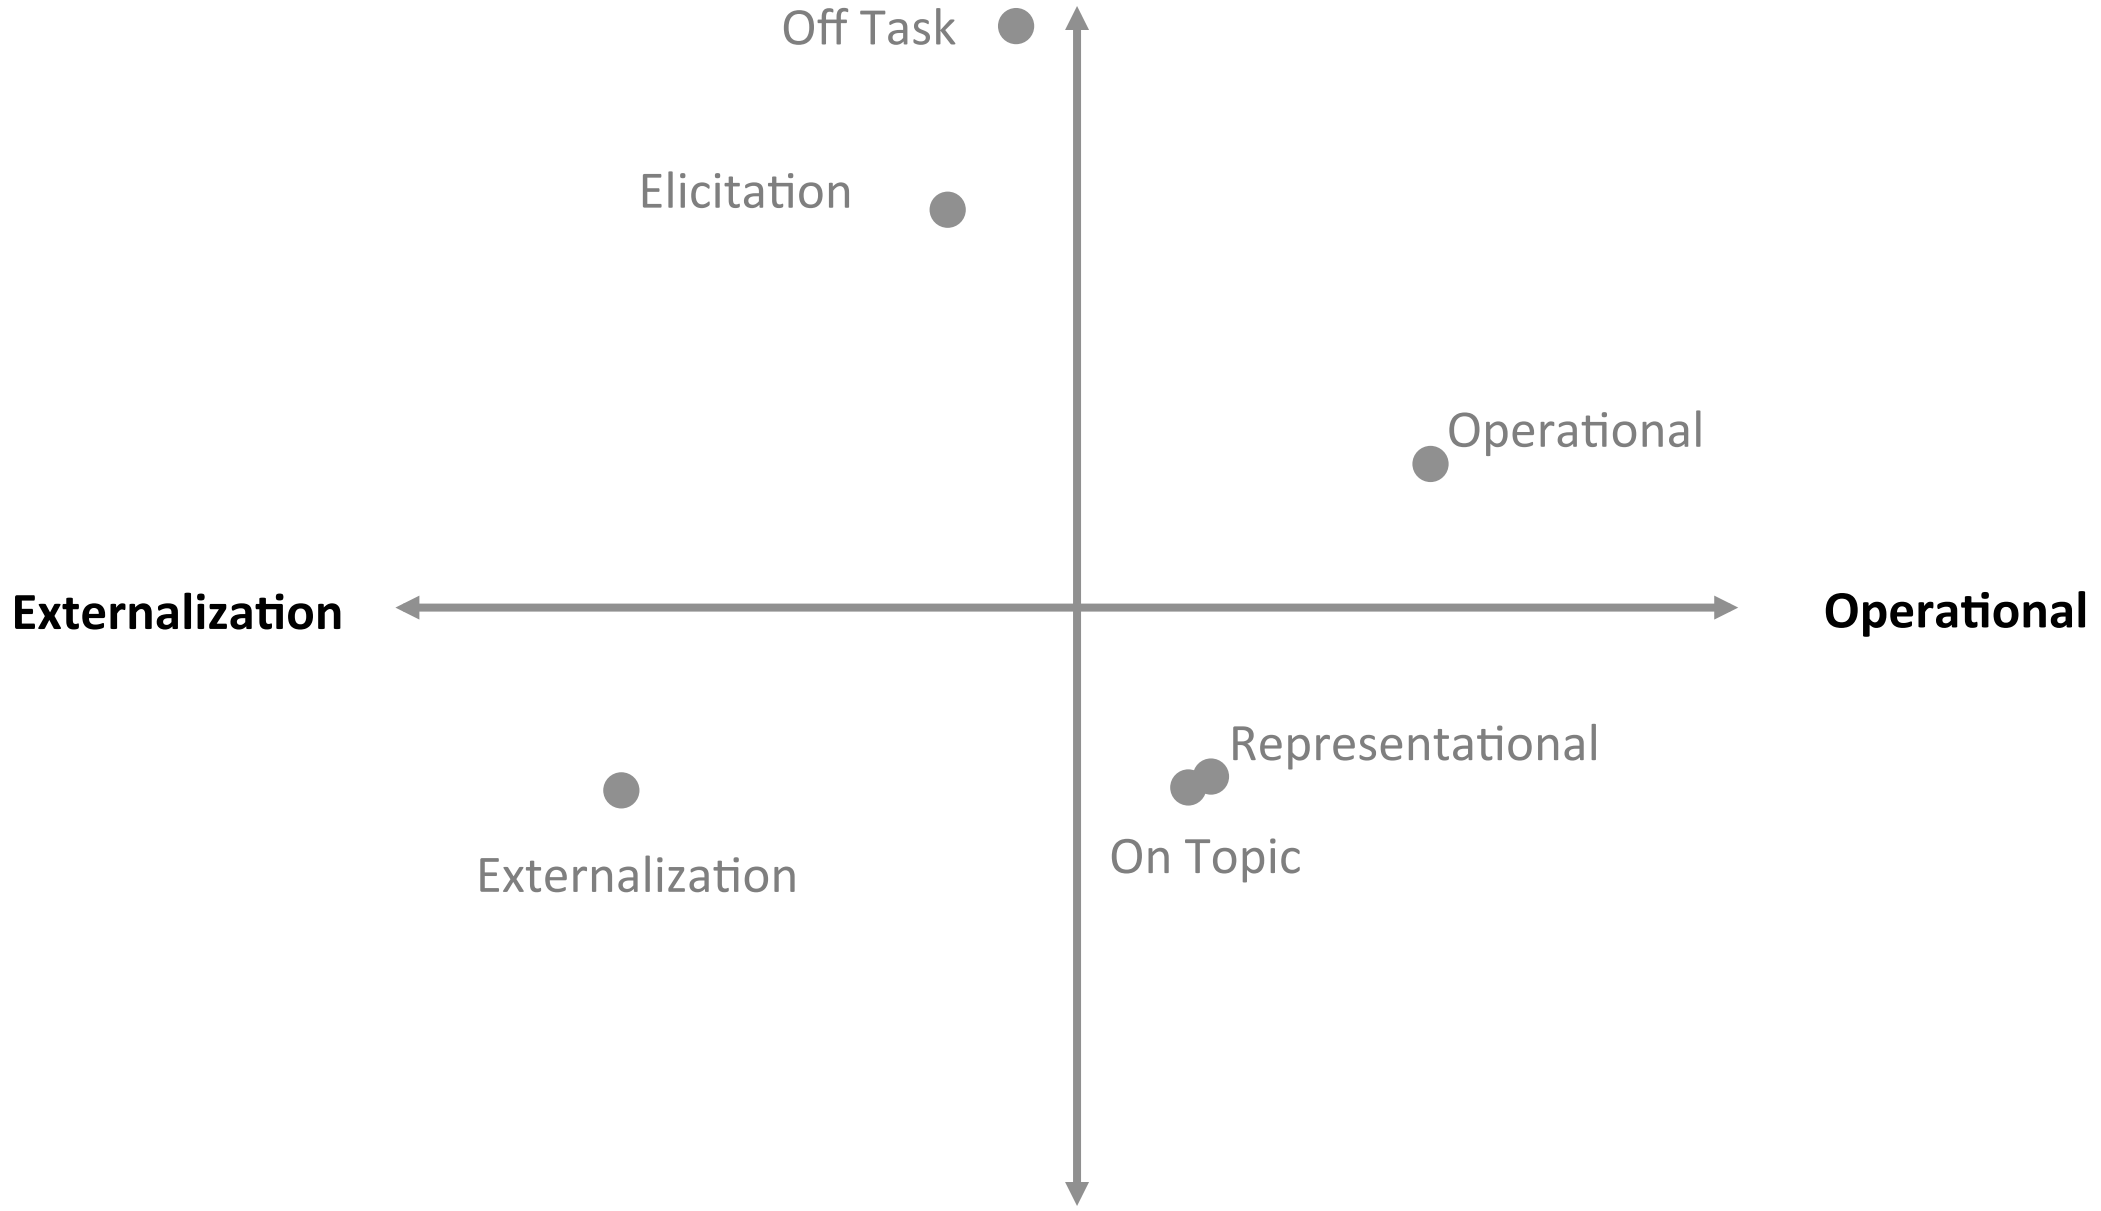 Off Task
Elicitation
Operational
Externalization
Operational
Representational
On Topic
Externalization